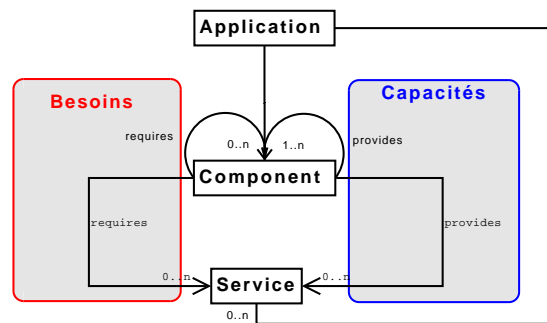 Application
Besoins
Capacités
requires
0..n
1..n
provides
Component
requires
provides
0..n
0..n
Service
0..n